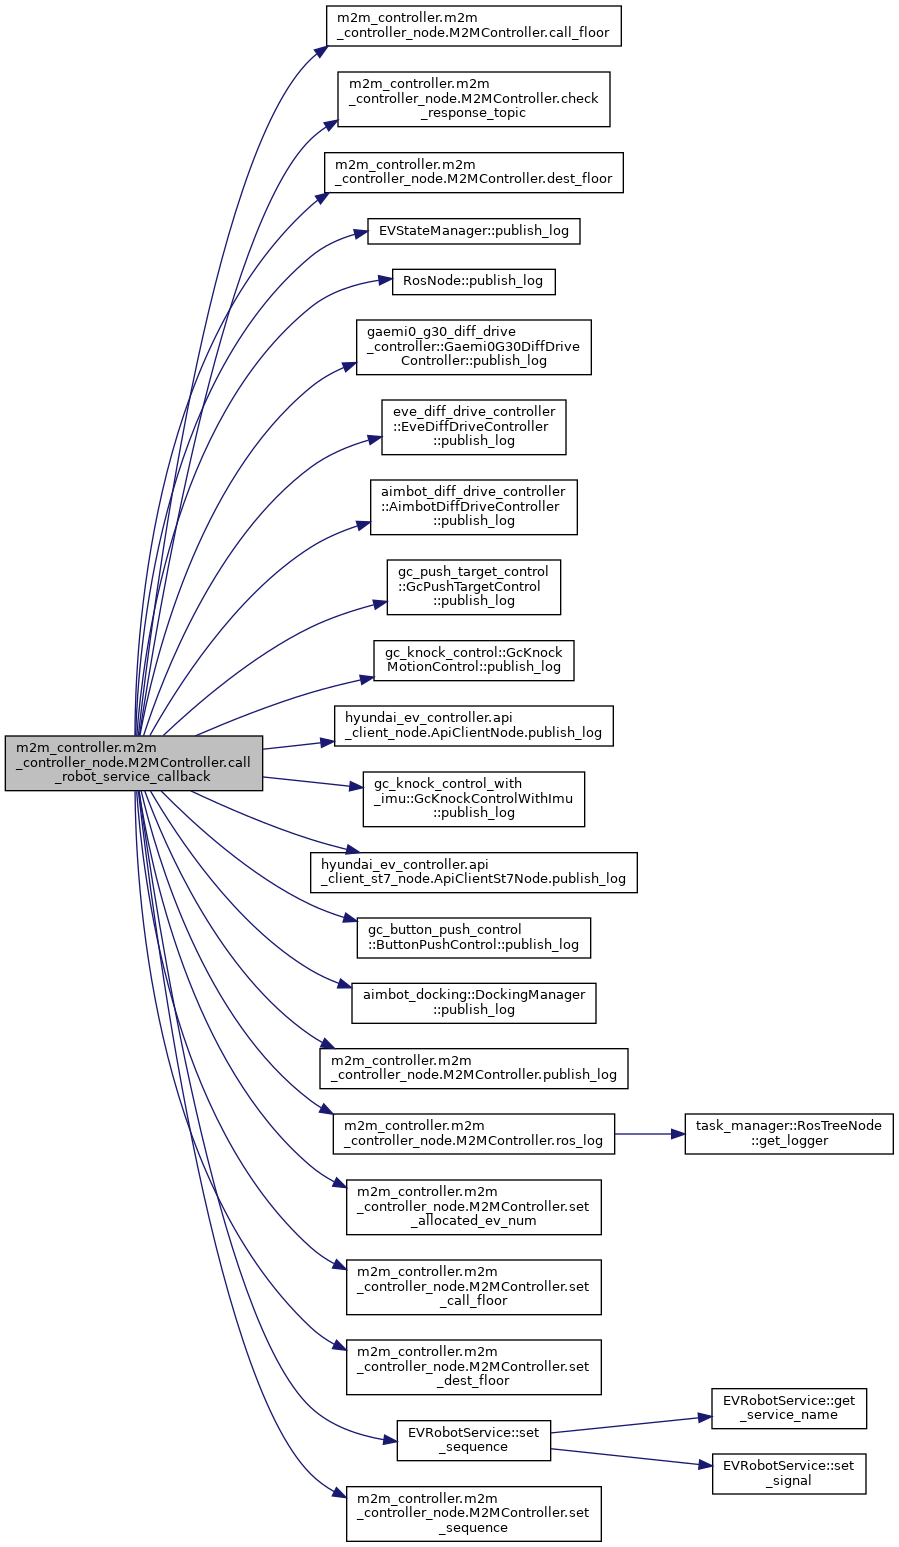 m2m_controller.m2m
_controller_node.M2MController.call_floor
m2m_controller.m2m
_controller_node.M2MController.check
_response_topic
m2m_controller.m2m
_controller_node.M2MController.dest_floor
EVStateManager::publish_log
RosNode::publish_log
gaemi0_g30_diff_drive
_controller::Gaemi0G30DiffDrive
Controller::publish_log
eve_diff_drive_controller
::EveDiffDriveController
::publish_log
aimbot_diff_drive_controller
::AimbotDiffDriveController
::publish_log
gc_push_target_control
::GcPushTargetControl
::publish_log
gc_knock_control::GcKnock
MotionControl::publish_log
hyundai_ev_controller.api
_client_node.ApiClientNode.publish_log
m2m_controller.m2m
_controller_node.M2MController.call
_robot_service_callback
gc_knock_control_with
_imu::GcKnockControlWithImu
::publish_log
hyundai_ev_controller.api
_client_st7_node.ApiClientSt7Node.publish_log
gc_button_push_control
::ButtonPushControl::publish_log
aimbot_docking::DockingManager
::publish_log
m2m_controller.m2m
_controller_node.M2MController.publish_log
m2m_controller.m2m
_controller_node.M2MController.ros_log
task_manager::RosTreeNode
::get_logger
m2m_controller.m2m
_controller_node.M2MController.set
_allocated_ev_num
m2m_controller.m2m
_controller_node.M2MController.set
_call_floor
m2m_controller.m2m
_controller_node.M2MController.set
_dest_floor
EVRobotService::set
_sequence
EVRobotService::get
_service_name
EVRobotService::set
_signal
m2m_controller.m2m
_controller_node.M2MController.set
_sequence